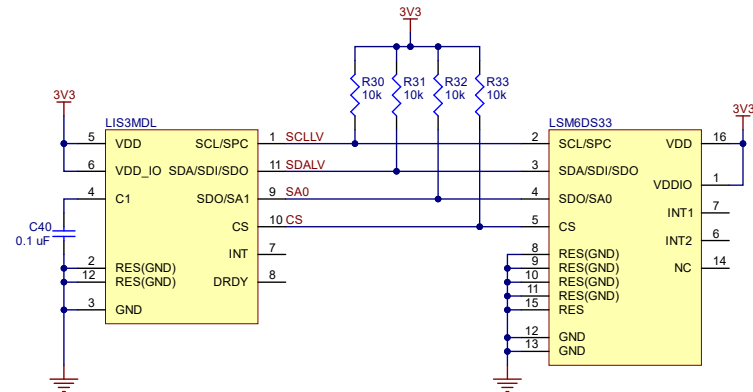 3V3
R30 R31 R32 R33
10k 10k 10k 10k
3V3
LIS3MDL
5 VDD SCL/SPC 1 SCLLV
6 VDD_IO SDA/SDI/SDO 11 SDALV
4 C1 SDO/SA1 9 SA0
CS 10 CS
C40
0.1 uF
INT 7
2 RES(GND)
12 RES(GND) DRDY 8
3 GND
3V3
LSM6DS33
2 SCL/SPC VDD 16
3 SDA/SDI/SDO VDDIO 1
4 SDO/SA0
INT1 7
5 CS
INT2 6
8 RES(GND)
9 RES(GND) NC 14
10 RES(GND)
11 RES(GND)
15 RES
12 GND
13 GND